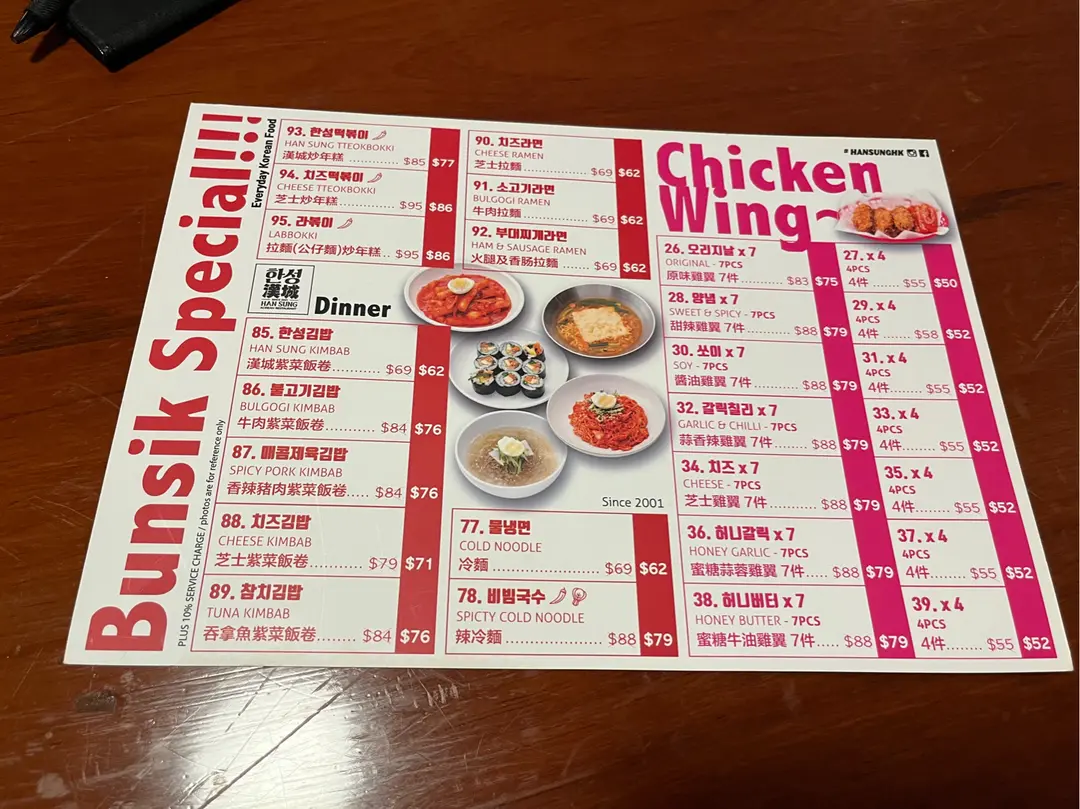 Bunsik Special!!!
Everyday Korean Food
PLUS 10% SERVICE CHARGE / photos are for reference only
93. 한성떡볶이
HAN SUNG TTEOKBOKKI
漢城炒年糕 ............ $85 $77
94. 치즈떡볶이
CHEESE TTEOKBOKKI
芝士炒年糕 ............ $95 $86
95. 라볶이
LABBOKKI
拉麵(公仔麵)炒年糕.. $95 $86
90. 치즈라면
CHEESE RAMEN
芝士拉麵 ............ $69 $62
91. 소고기라면
BULGOGI RAMEN
牛肉拉麵 ............ $69 $62
92. 부대찌개라면
HAM & SAUSAGE RAMEN
火腿及香肠拉麵 ....... $69 $62
한성
漢城
HAN SUNG
Dinner
85. 한성김밥
HAN SUNG KIMBAB
漢城紫菜飯卷 ............ $69 $62
86. 불고기김밥
BULGOGI KIMBAB
牛肉紫菜飯卷 ............ $84 $76
87. 매콤제육김밥
SPICY PORK KIMBAB
香辣豬肉紫菜飯卷..... $84 $76
88. 치즈김밥
CHEESE KIMBAB
芝士紫菜飯卷 ............ $79 $71
89. 참치김밥
TUNA KIMBAB
吞拿魚紫菜飯卷........ $84 $76
Since 2001
77. 물냉면
COLD NOODLE
冷麵 ........................ $69 $62
78. 비빔국수
SPICTY COLD NOODLE
辣冷麵 ..................... $88 $79
Chicken
Wing~
# HANSUNGHK
26. 오리지날 x 7
ORIGINAL - 7PCS
原味雞翼 7件 ............ $83 $75
27. x 4
4PCS
4件 ....... $55 $50
28. 양념 x 7
SWEET & SPICY - 7PCS
甜辣雞翼 7件 ............ $88 $79
29. x 4
4PCS
4件 ....... $58 $52
30. 쏘이 x 7
SOY - 7PCS
醬油雞翼 7件............ $88 $79
31. x 4
4PCS
4件........ $55 $52
32. 갈릭칠리 x 7
GARLIC & CHILLI - 7PCS
蒜香辣雞翼 7件......... $88 $79
33. x 4
4PCS
4件........ $55 $52
34. 치즈 x 7
CHEESE - 7PCS
芝士雞翼 7件 ............ $88 $79
35. x 4
4PCS
4件 ........ $55 $52
36. 허니갈릭 x 7
HONEY GARLIC - 7PCS
蜜糖蒜蓉雞翼 7件...... $88 $79
37. x 4
4PCS
4件 ........ $55 $52
38. 허니버터 x 7
HONEY BUTTER - 7PCS
蜜糖牛油雞翼 7件..... $88 $79
39. x 4
4PCS
4件........ $55 $52